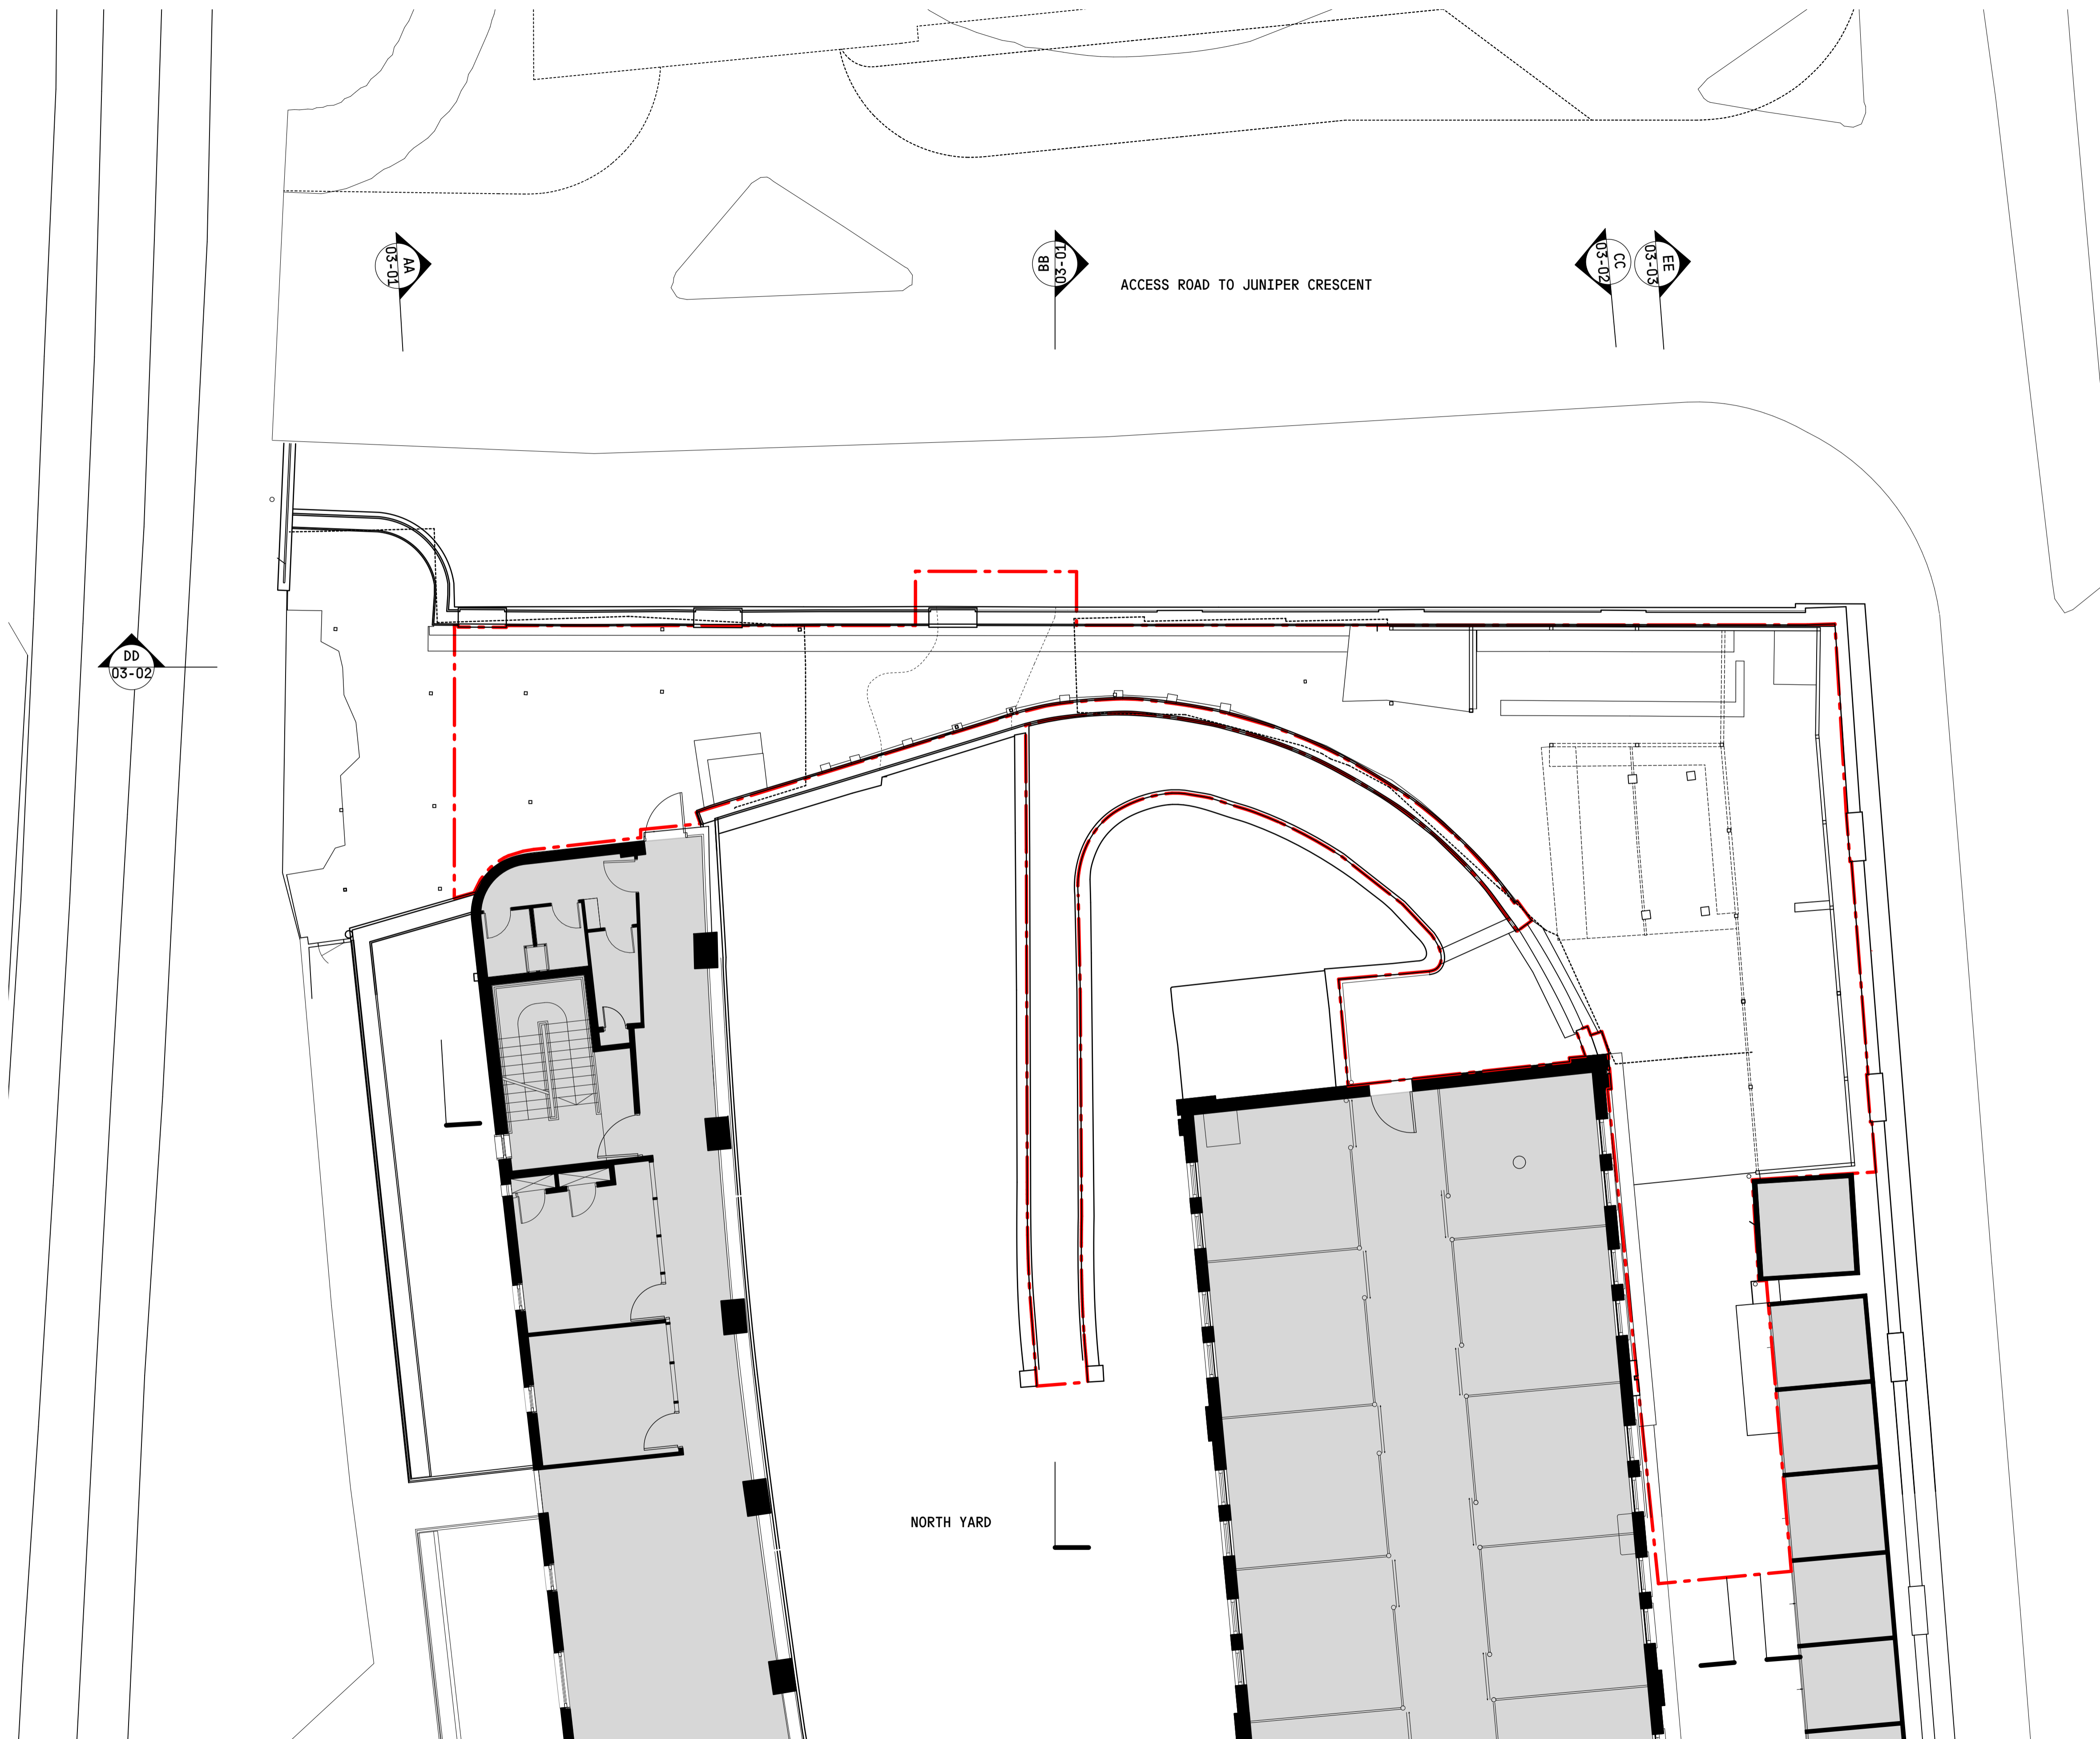 AA
03-01
BB
03-01
CC
03-02
EE
03-03
ACCESS ROAD TO JUNIPER CRESCENT
DD
03-02
NORTH YARD